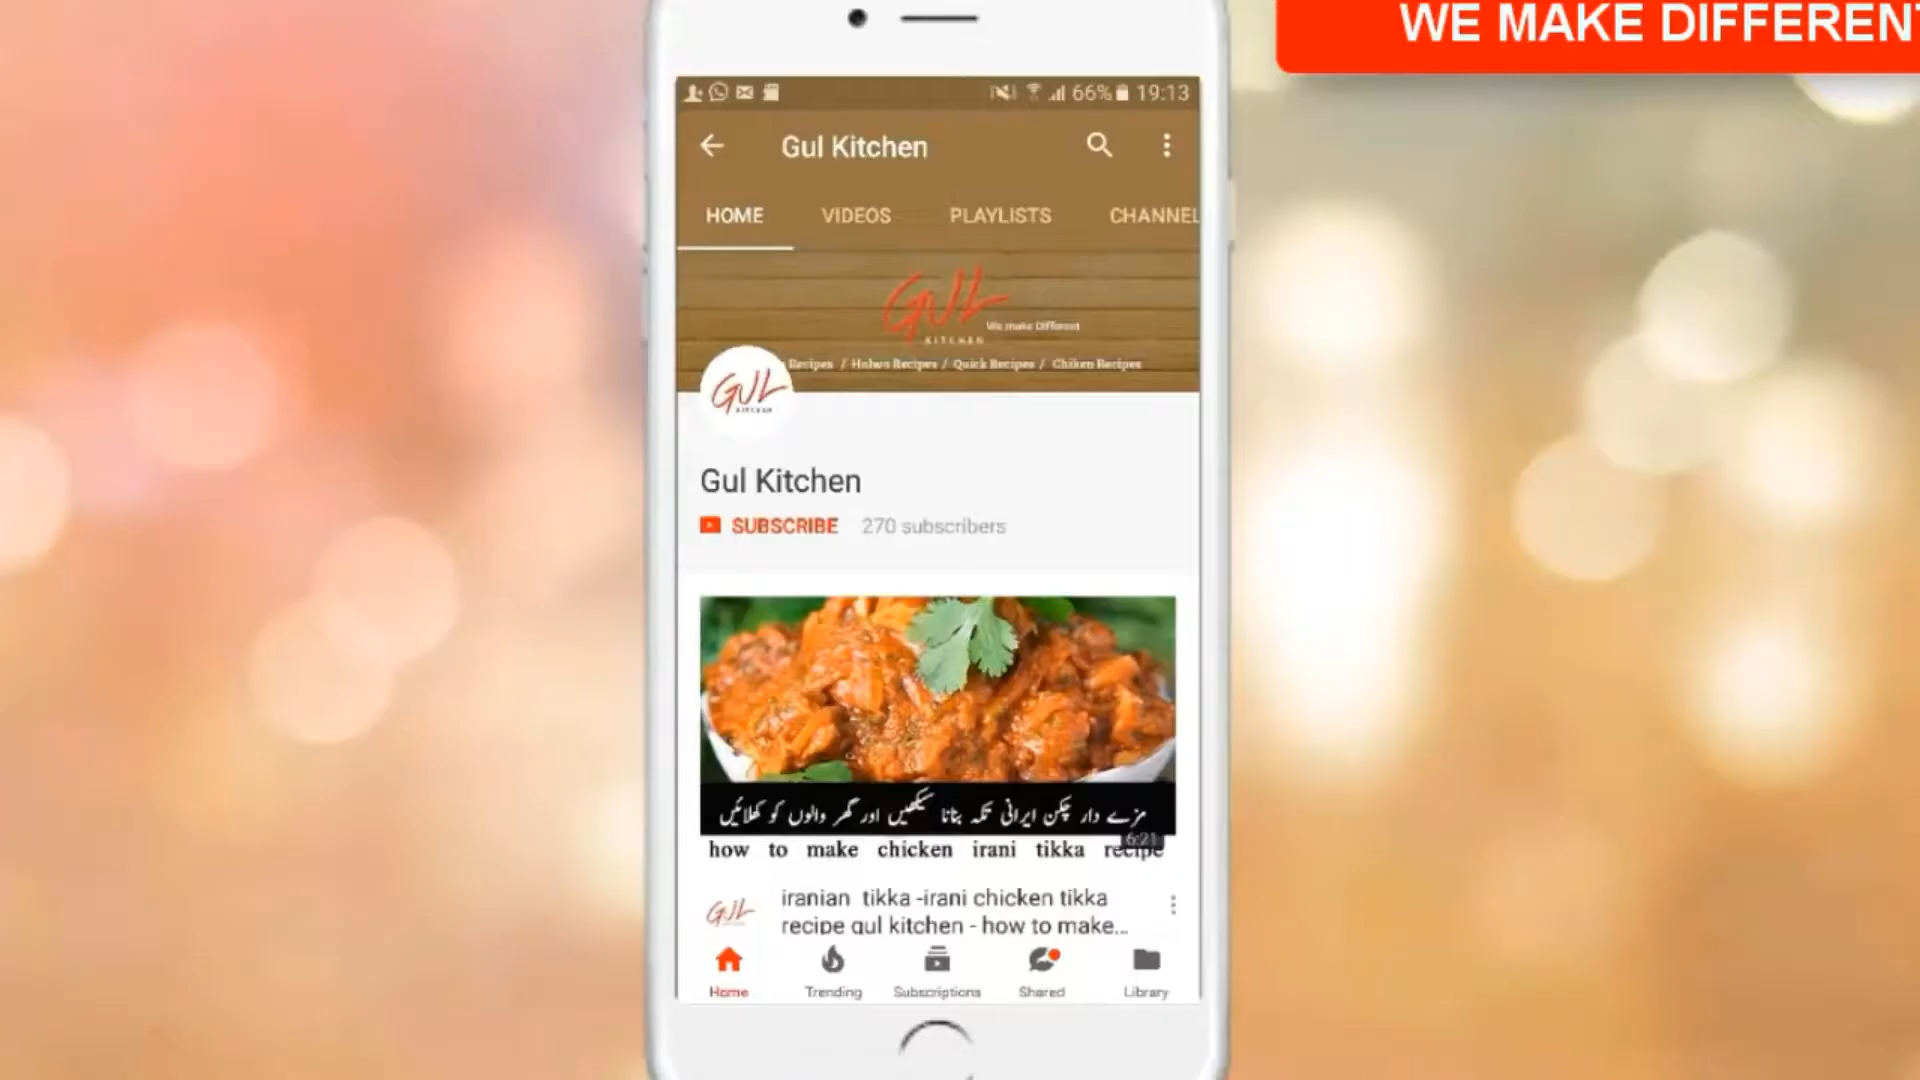 WE MAKE DIFFERENT
66% 19:13
Gul Kitchen
HOME VIDEOS PLAYLISTS CHANNEL
GUL
We make Different
KITCHEN
Recipes / Halwa Recipes / Quick Recipes / Chiken Recipes
GUL
KITCHEN
Gul Kitchen
SUBSCRIBE 270 subscribers
مزے دار چکن ایرانی تکہ بنانا سیکھیں اور گھر والوں کو کھلائیں
6:21
how to make chicken irani tikka recipe
GUL
iranian tikka -irani chicken tikka
recipe gul kitchen - how to make...
Home Trending Subscriptions Shared Library